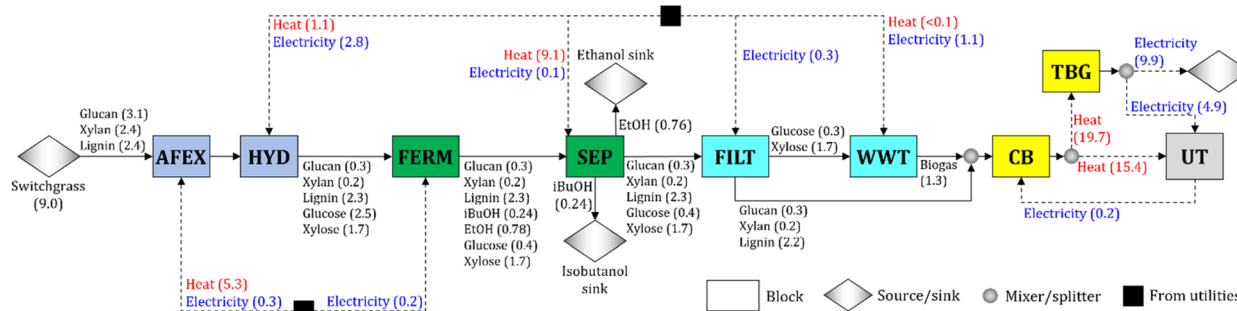 Heat (1.1)
Electricity (2.8)
Heat (9.1)
Electricity (0.1)
Ethanol sink
EtOH (0.76)
Electricity (0.3)
Heat (<0.1)
Electricity (1.1)
TBG
Electricity
(9.9)
Electricity (4.9)
Glucan (3.1)
Xylan (2.4)
Lignin (2.4)
Switchgrass
(9.0)
AFEX
HYD
FERM
SEP
FILT
WWT
CB
UT
Glucan (0.3)
Xylan (0.2)
Lignin (2.3)
Glucose (2.5)
Xylose (1.7)
Glucan (0.3)
Xylan (0.2)
Lignin (2.3)
iBuOH (0.24)
EtOH (0.78)
Glucose (0.4)
Xylose (1.7)
iBuOH
(0.24)
Isobutanol
sink
Glucan (0.3)
Xylan (0.2)
Lignin (2.3)
Glucose (0.4)
Xylose (1.7)
Glucose (0.3)
Xylose (1.7)
Glucan (0.3)
Xylan (0.2)
Lignin (2.2)
Biogas
(1.3)
Heat
(19.7)
Heat (15.4)
Electricity (0.2)
Heat (5.3)
Electricity (0.3)
Electricity (0.2)
Block
Source/sink
Mixer/splitter
From utilities